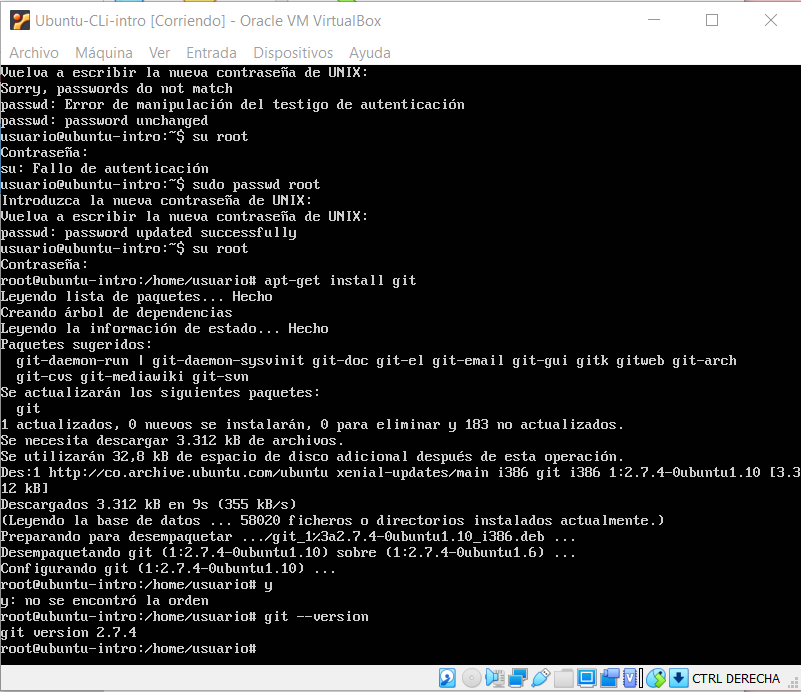 Ubuntu-CLi-intro [Corriendo] - Oracle VM VirtualBox
Archivo Máquina Ver Entrada Dispositivos Ayuda
Vuelva a escribir la nueva contraseña de UNIX:
Sorry, passwords do not match
passwd: Error de manipulación del testigo de autenticación
passwd: password unchanged
usuario@ubuntu-intro:~$ su root
Contraseña:
su: Fallo de autenticación
usuario@ubuntu-intro:~$ sudo passwd root
Introduzca la nueva contraseña de UNIX:
Vuelva a escribir la nueva contraseña de UNIX:
passwd: password updated successfully
usuario@ubuntu-intro:~$ su root
Contraseña:
root@ubuntu-intro:/home/usuario# apt-get install git
Leyendo lista de paquetes... Hecho
Creando árbol de dependencias
Leyendo la información de estado... Hecho
Paquetes sugeridos:
  git-daemon-run | git-daemon-sysvinit git-doc git-el git-email git-gui gitk gitweb git-arch
  git-cvs git-mediawiki git-svn
Se actualizarán los siguientes paquetes:
  git
1 actualizados, 0 nuevos se instalarán, 0 para eliminar y 183 no actualizados.
Se necesita descargar 3.312 kB de archivos.
Se utilizarán 32,8 kB de espacio de disco adicional después de esta operación.
Des:1 http://co.archive.ubuntu.com/ubuntu xenial-updates/main i386 git i386 1:2.7.4-0ubuntu1.10 [3.3
12 kB]
Descargados 3.312 kB en 9s (355 kB/s)
(Leyendo la base de datos ... 58020 ficheros o directorios instalados actualmente.)
Preparando para desempaquetar .../git_1%3a2.7.4-0ubuntu1.10_i386.deb ...
Desempaquetando git (1:2.7.4-0ubuntu1.10) sobre (1:2.7.4-0ubuntu1.6) ...
Configurando git (1:2.7.4-0ubuntu1.10) ...
root@ubuntu-intro:/home/usuario# y
y: no se encontró la orden
root@ubuntu-intro:/home/usuario# git --version
git version 2.7.4
root@ubuntu-intro:/home/usuario#
CTRL DERECHA